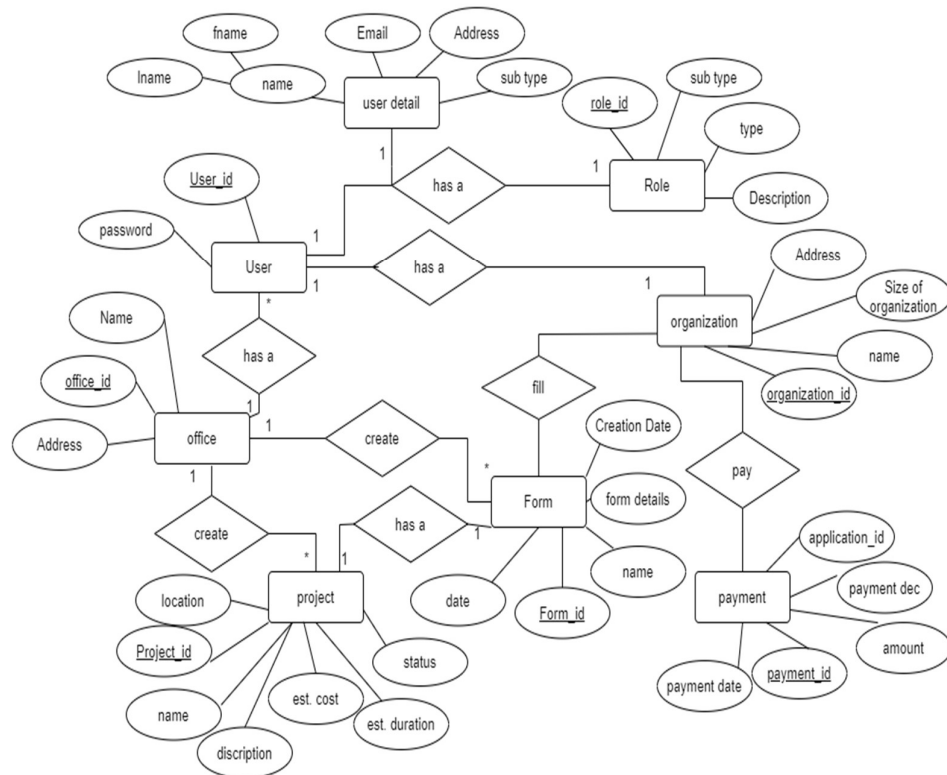 fname
Email
Address
lname
name
sub type
user detail
sub type
role_id
type
1
1
has a
Role
User_id
Description
password
1
User
1
has a
Address
1
Size of
organization
*
Name
organization
has a
name
office_id
fill
organization_id
1
Address
office
1
create
Creation Date
pay
1
*
Form
form details
has a
create
1
application_id
*
1
name
location
project
date
payment
payment dec
Form_id
Project_id
status
amount
est. cost
payment date
payment_id
name
est. duration
discription